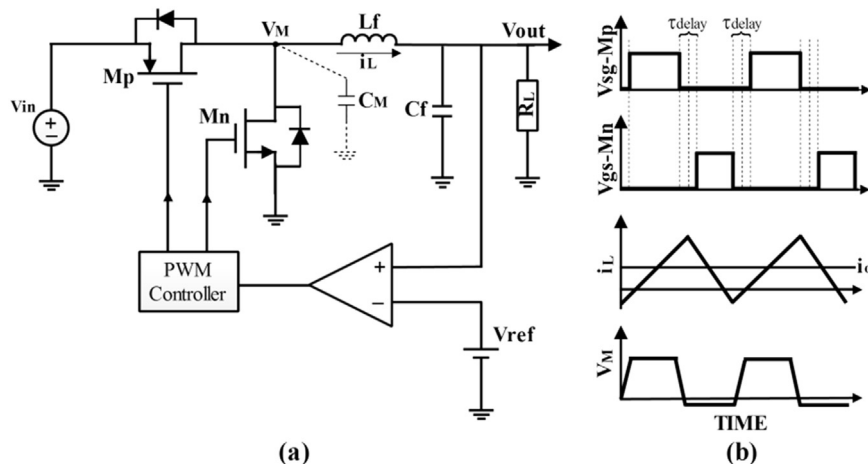 VM
Lf
Vout
iL
Mp
CM
Mn
Vin
Cf
RL
PWM
Controller
Vref
(a)
τdelay
τdelay
Vsg-Mp
Vgs-Mn
iL
VM
TIME
(b)